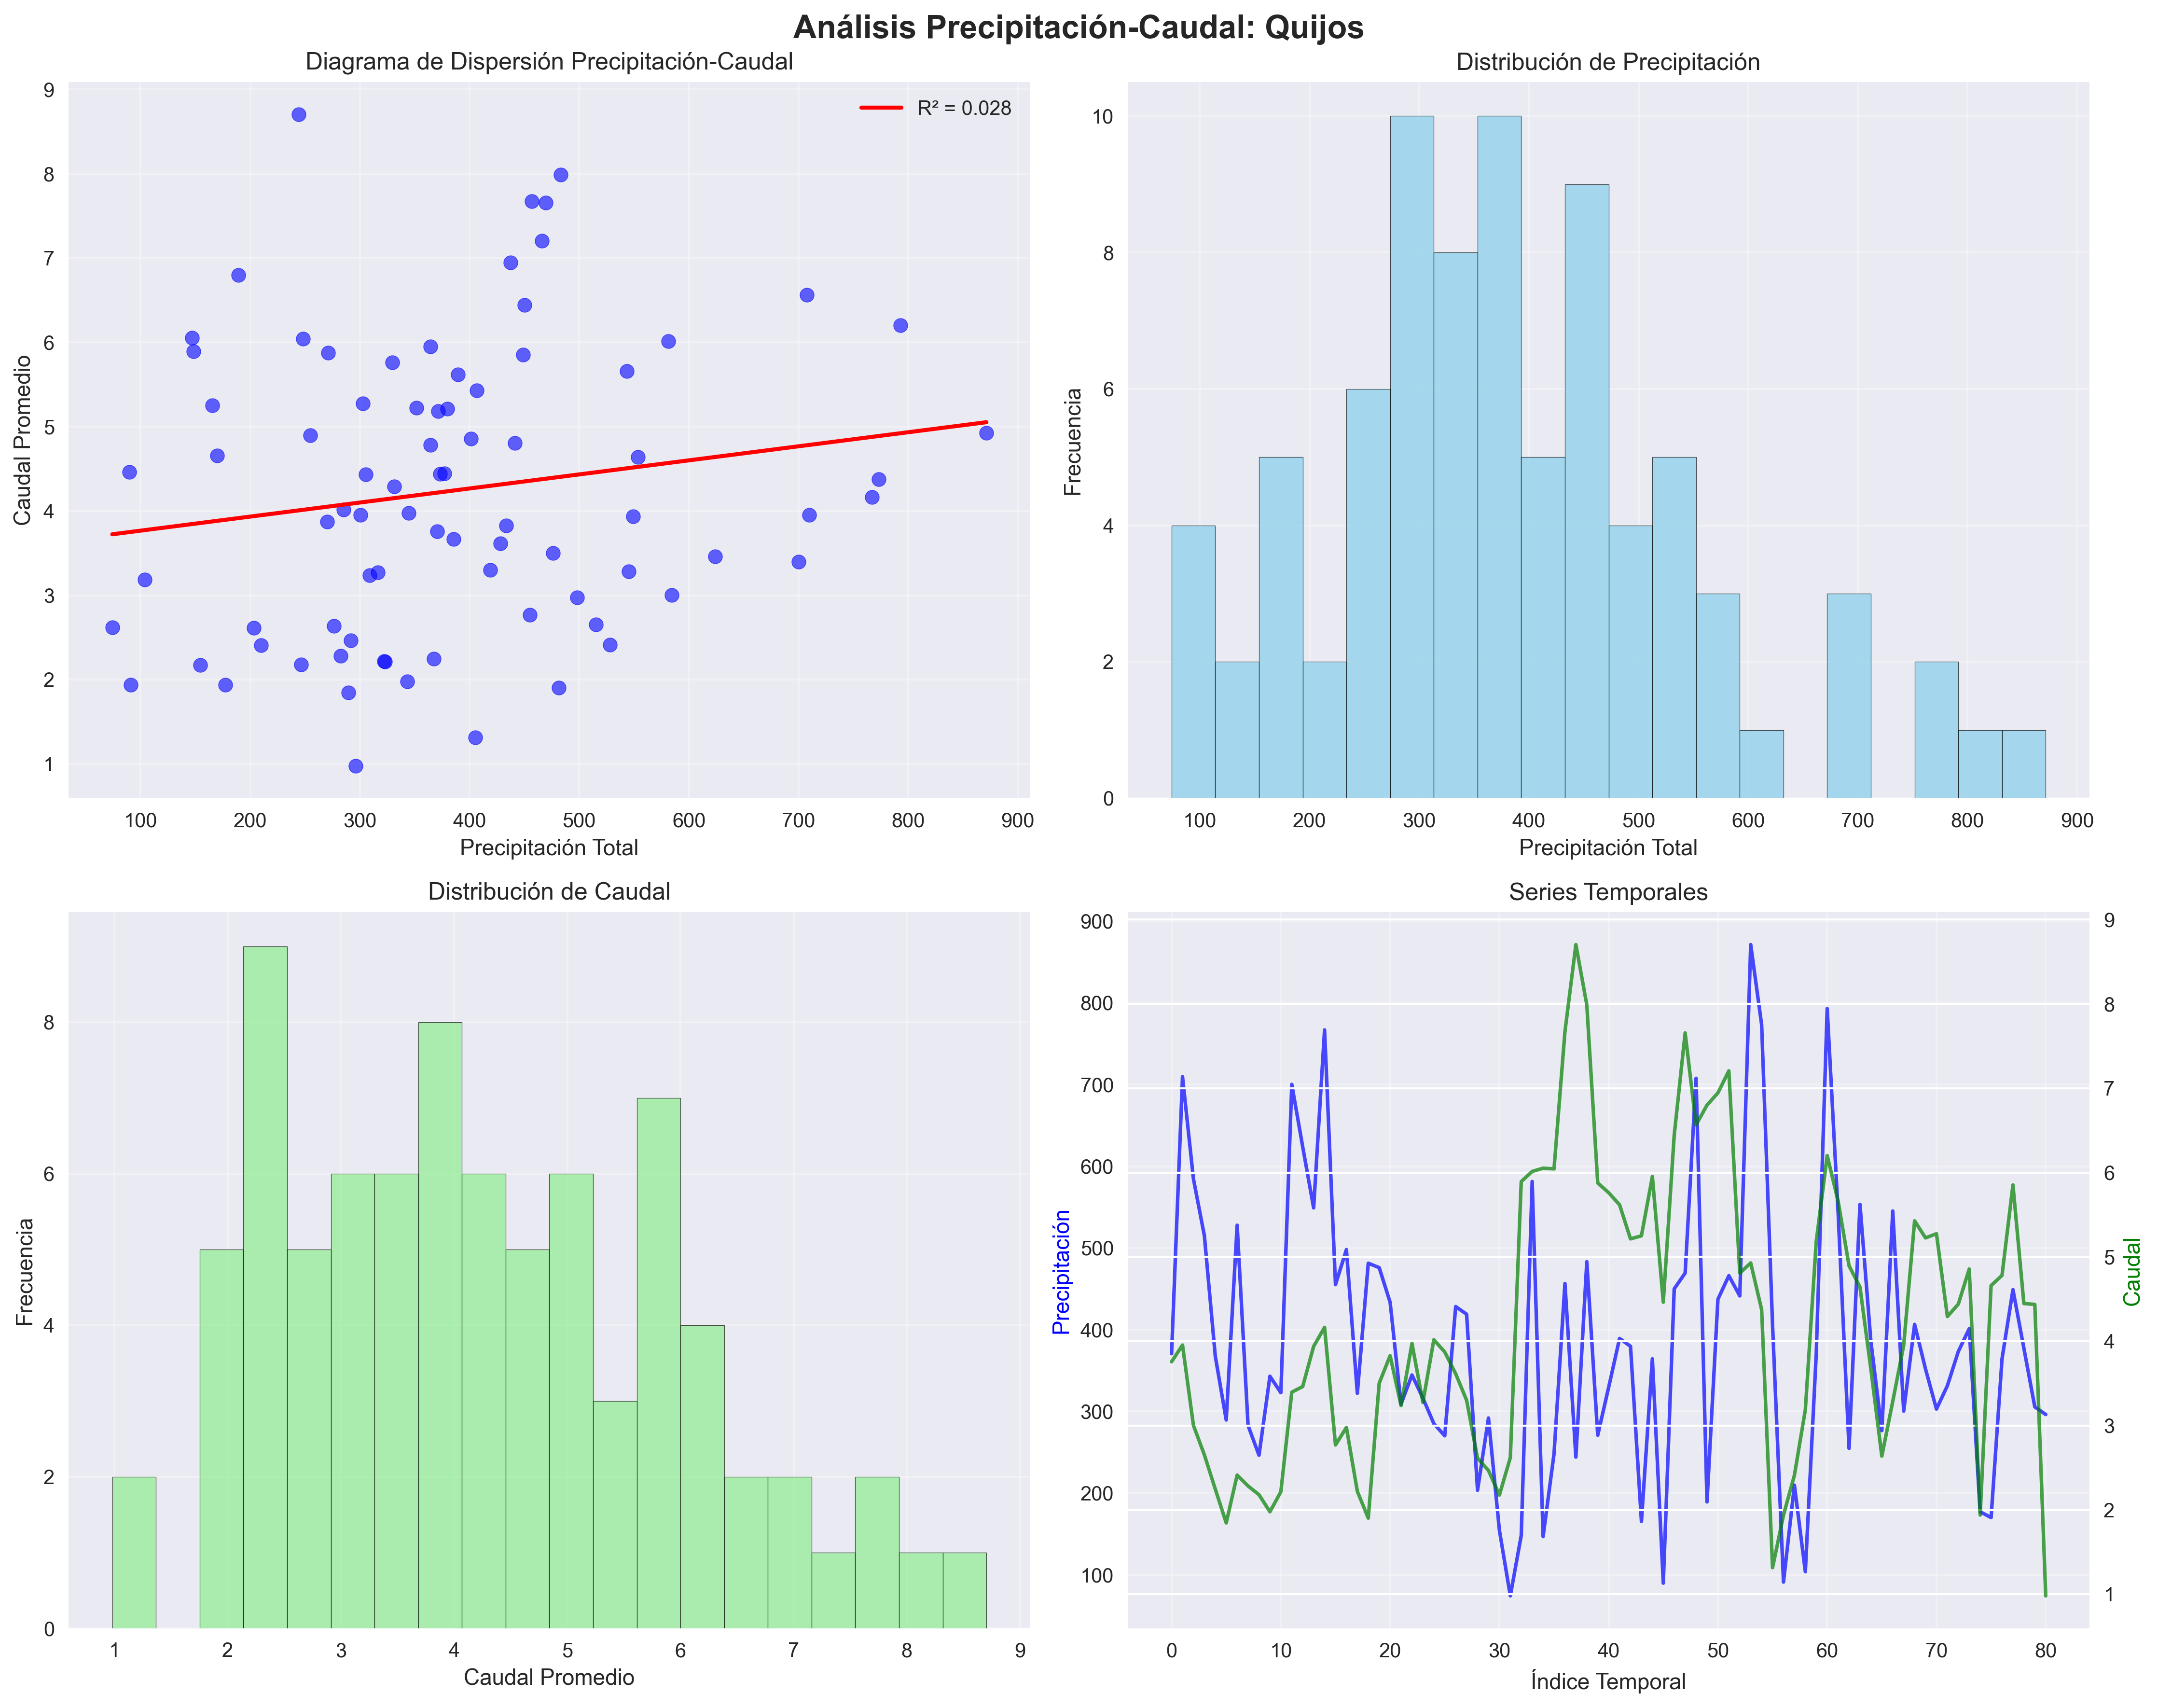 Análisis Precipitación-Caudal: Quijos
Diagrama de Dispersión Precipitación-Caudal
R² = 0.028
9
8
7
6
5
4
3
2
1
Caudal Promedio
100 200 300 400 500 600 700 800 900
Precipitación Total
Distribución de Precipitación
10
8
6
4
2
0
Frecuencia
100 200 300 400 500 600 700 800 900
Precipitación Total
Distribución de Caudal
8
6
4
2
0
Frecuencia
1 2 3 4 5 6 7 8 9
Caudal Promedio
Series Temporales
900
800
700
600
500
400
300
200
100
Precipitación
9
8
7
6
5
4
3
2
1
Caudal
0 10 20 30 40 50 60 70 80
Índice Temporal